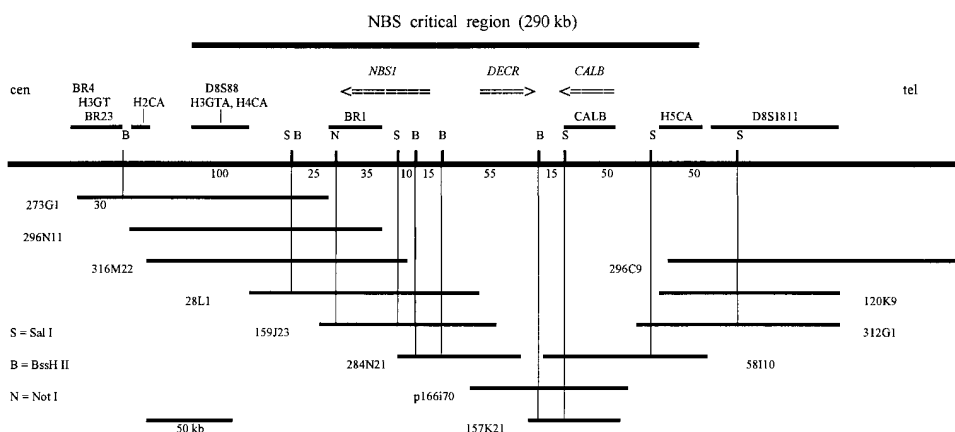 NBS critical region (290 kb)
NBS1 DECR CALB
cen tel
BR4
H3GT
BR23
H2CA
D8S88
H3GTA, H4CA
BR1 CALB H5CA D8S1811
B S B N S B B B S S S
100 25 35 10 15 55 15 50 50
273G1 30
296N11
316M22 296C9
28L1 120K9
S = Sal I 159J23 312G1
B = BssH II 284N21 58I10
N = Not I p166i70
50 kb 157K21